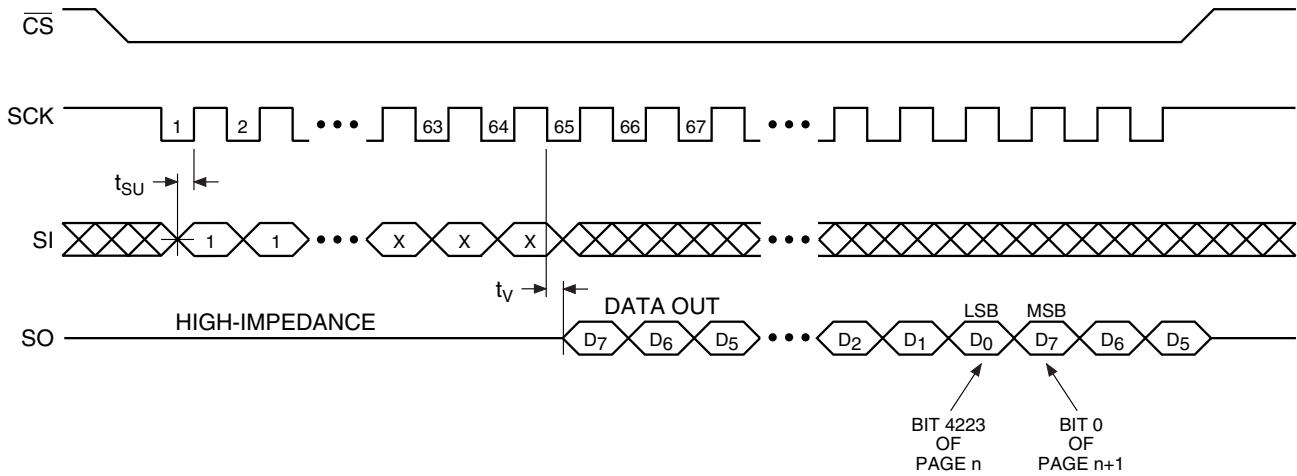 CS
SCK 1 2 ••• 63 64 65 66 67 •••
tSU
SI 1 1 ••• X X X •••
tV
HIGH-IMPEDANCE DATA OUT LSB MSB
SO D7 D6 D5 ••• D2 D1 D0 D7 D6 D5
BIT 4223
OF
PAGE n
BIT 0
OF
PAGE n+1